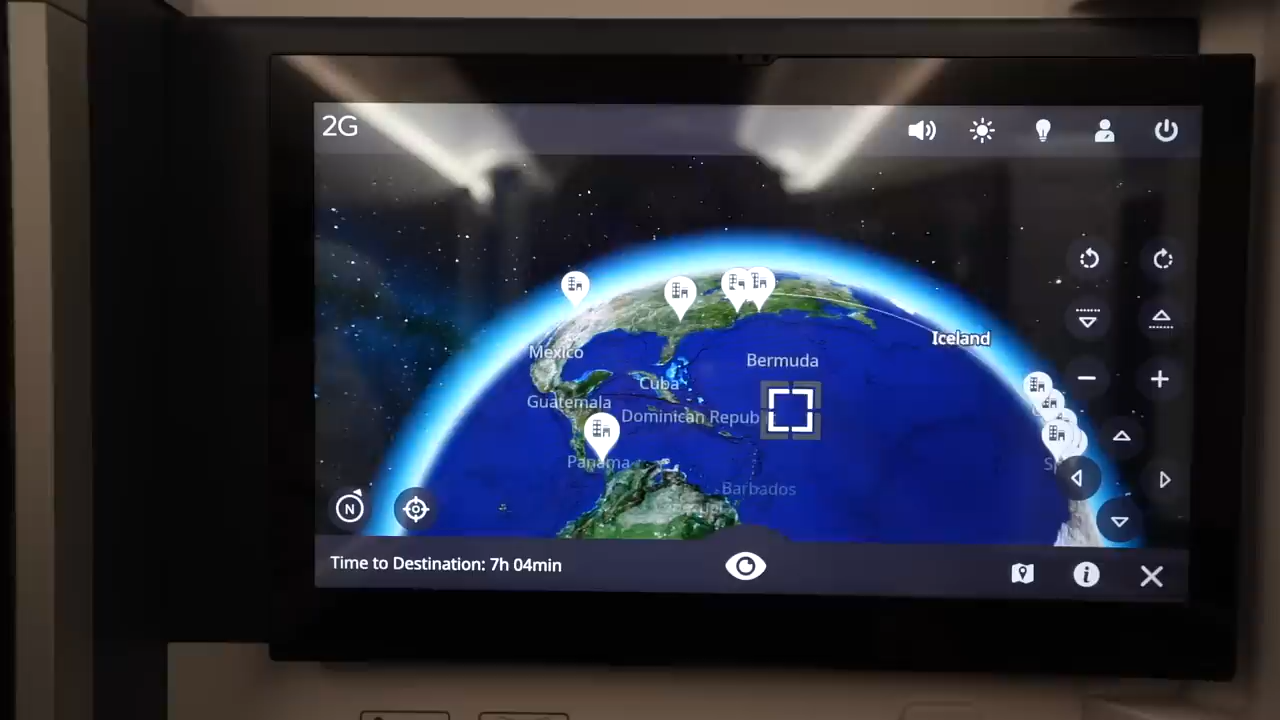 2G
Iceland
Mexico
Bermuda
Cuba
Guatemala
Dominican Repub
Panama
Barbados
N
Time to Destination: 7h 04min